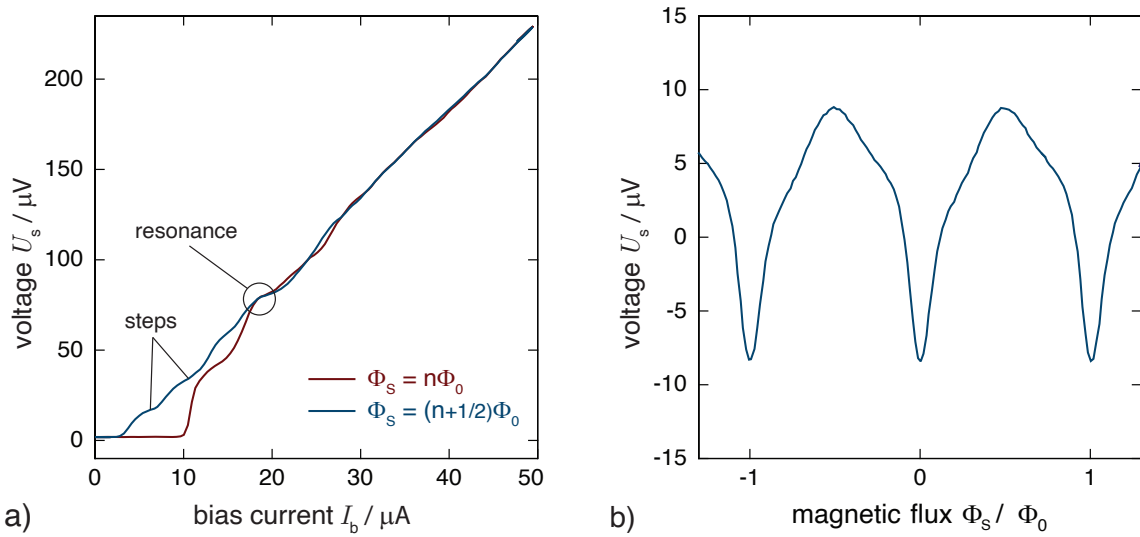 200
150
100
50
0
0 10 20 30 40 50
voltage U_s / μV
bias current I_b / μA
resonance
steps
Φ_S = nΦ_0
Φ_S = (n+1/2)Φ_0
a)
15
10
5
0
-5
-10
-15
-1 0 1
voltage U_s / μV
magnetic flux Φ_S / Φ_0
b)